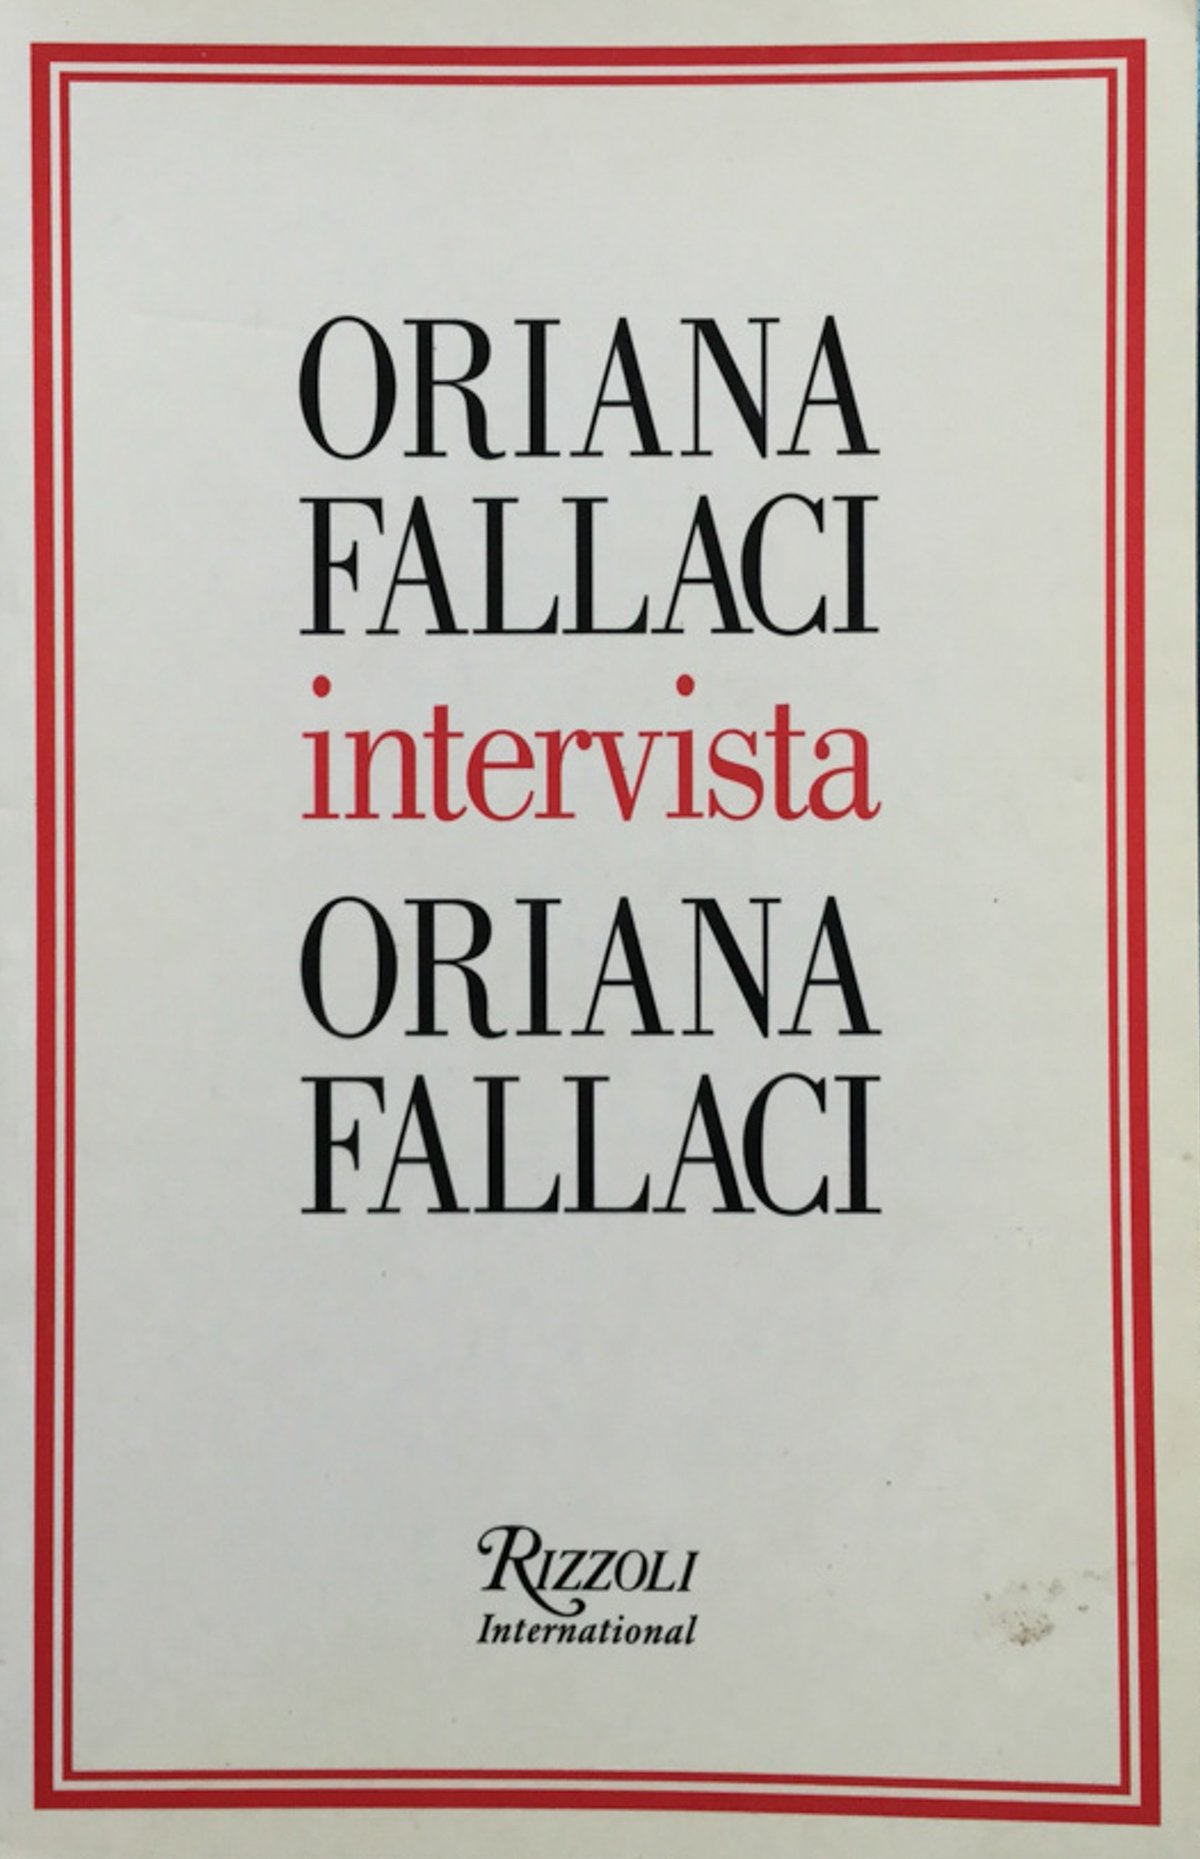 ORIANA
FALLACI
intervista
ORIANA
FALLACI
RIZZOLI
International